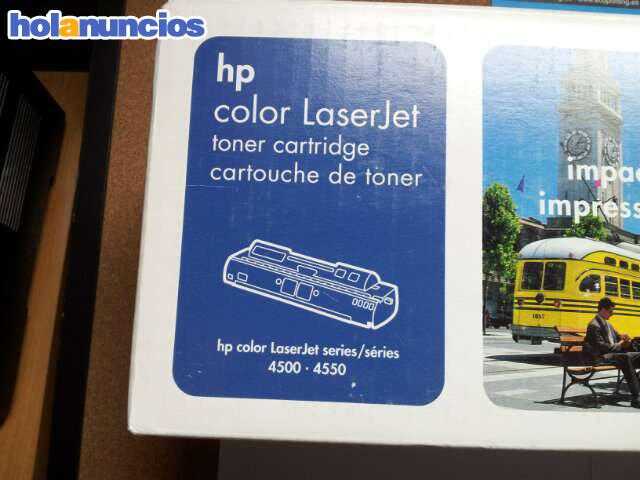 holanuncios
hp
color LaserJet
toner cartridge
cartouche de toner
hp color LaserJet series/séries
4500 · 4550
impac
impress